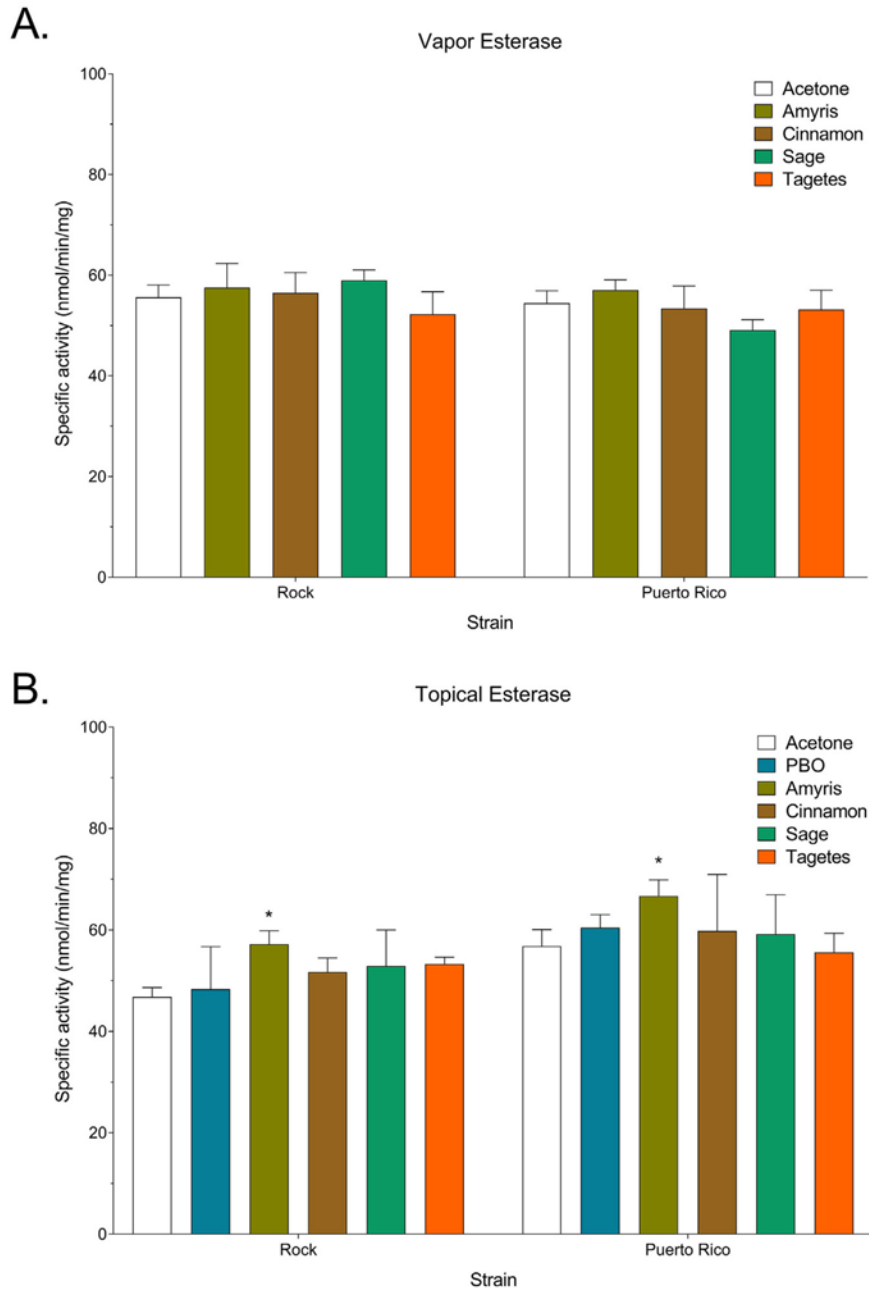 A.
Vapor Esterase
100
80
60
40
20
0
Specific activity (nmol/min/mg)
Acetone
Amyris
Cinnamon
Sage
Tagetes
Rock
Puerto Rico
Strain
B.
Topical Esterase
100
80
60
40
20
0
Specific activity (nmol/min/mg)
Acetone
PBO
Amyris
Cinnamon
Sage
Tagetes
*
*
Rock
Puerto Rico
Strain